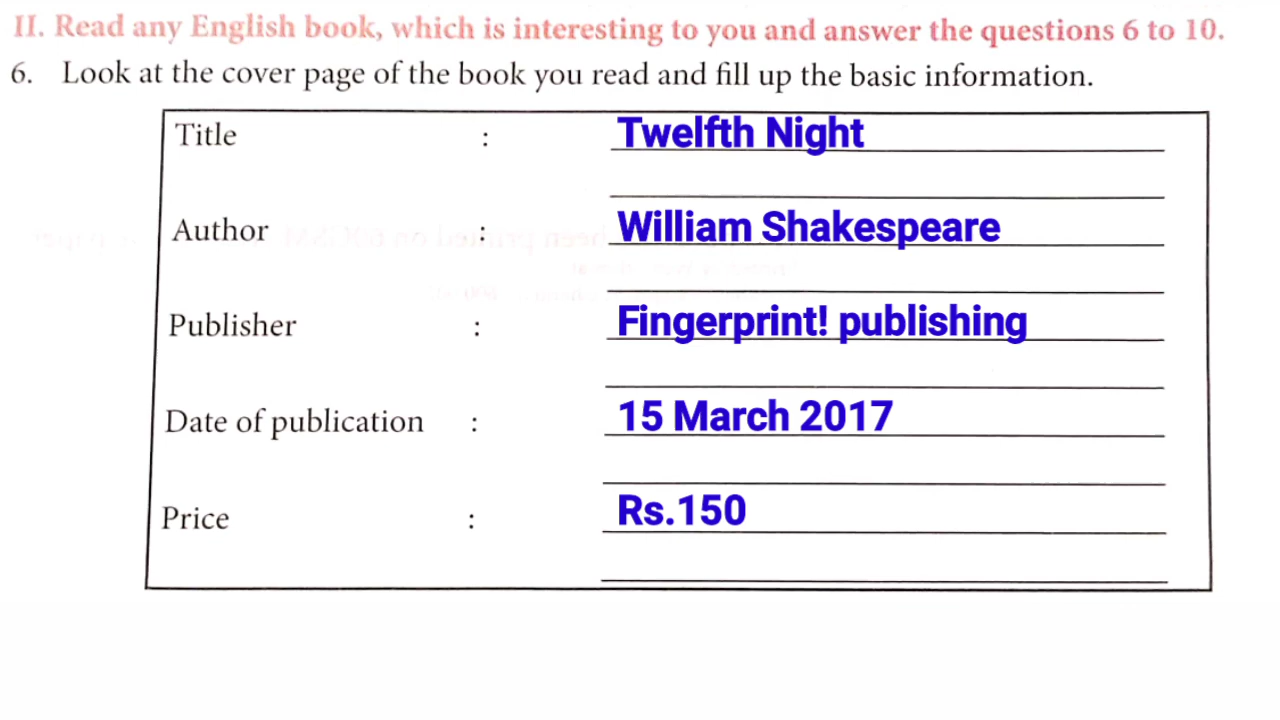 II. Read any English book, which is interesting to you and answer the questions 6 to 10.
6. Look at the cover page of the book you read and fill up the basic information.
Title : Twelfth Night
Author : William Shakespeare
Publisher : Fingerprint! publishing
Date of publication : 15 March 2017
Price : Rs.150